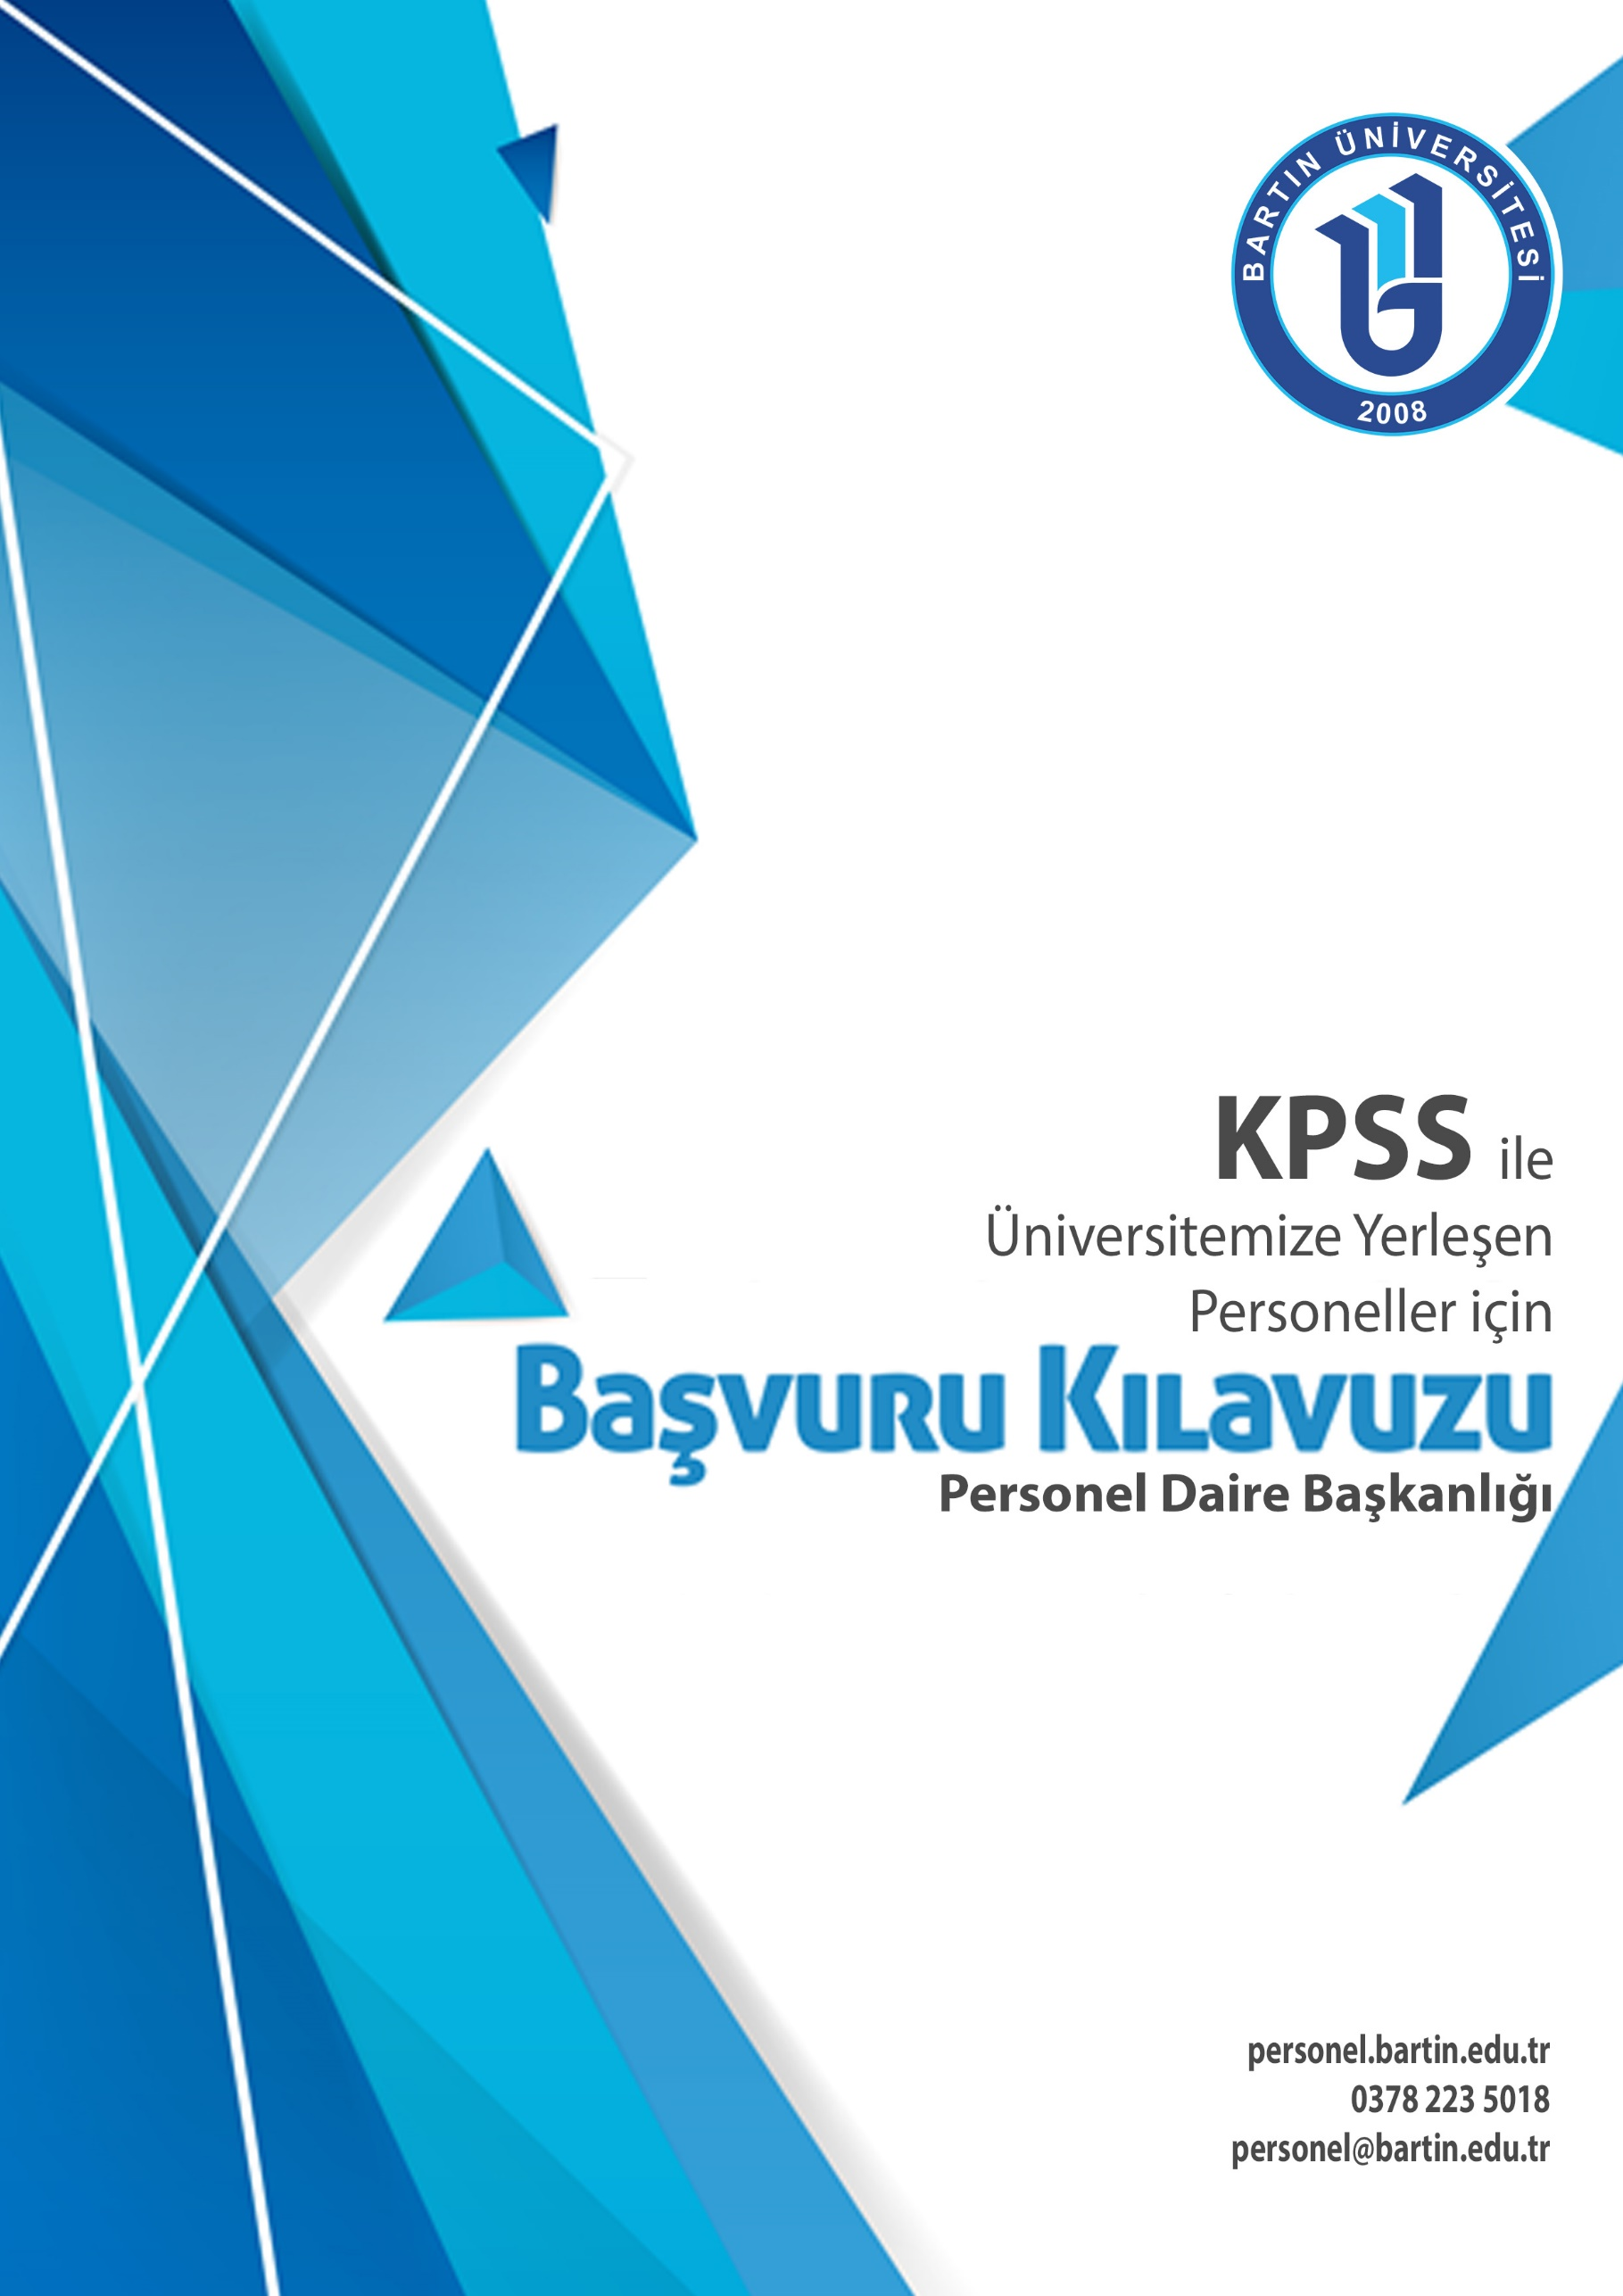 BARTIN ÜNİVERSİTESİ
2008
KPSS ile
Üniversitemize Yerleşen
Personeller için
Başvuru Kılavuzu
Personel Daire Başkanlığı
personel.bartin.edu.tr
0378 223 5018
personel@bartin.edu.tr